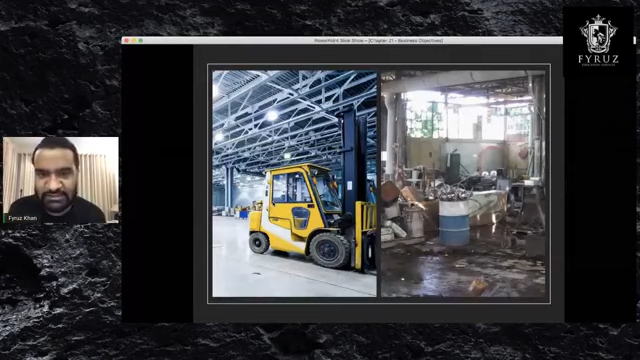 PowerPoint Slide Show - [Chapter 21 - Business Objectives]
FYRUZ
Fyruz Khan